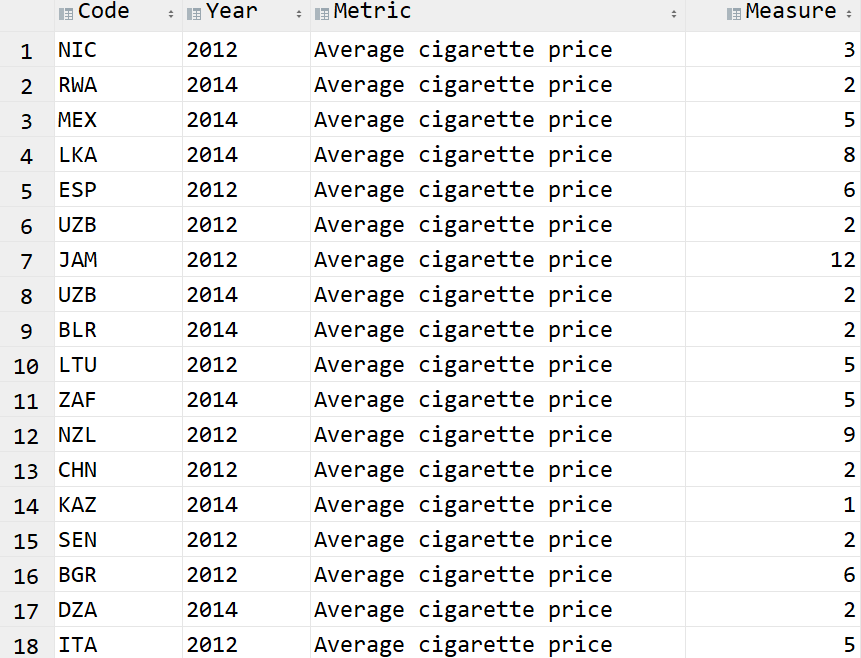 Code Year Metric Measure
1 NIC 2012 Average cigarette price 3
2 RWA 2014 Average cigarette price 2
3 MEX 2014 Average cigarette price 5
4 LKA 2014 Average cigarette price 8
5 ESP 2012 Average cigarette price 6
6 UZB 2012 Average cigarette price 2
7 JAM 2012 Average cigarette price 12
8 UZB 2014 Average cigarette price 2
9 BLR 2014 Average cigarette price 2
10 LTU 2012 Average cigarette price 5
11 ZAF 2014 Average cigarette price 5
12 NZL 2012 Average cigarette price 9
13 CHN 2012 Average cigarette price 2
14 KAZ 2014 Average cigarette price 1
15 SEN 2012 Average cigarette price 2
16 BGR 2012 Average cigarette price 6
17 DZA 2014 Average cigarette price 2
18 ITA 2012 Average cigarette price 5